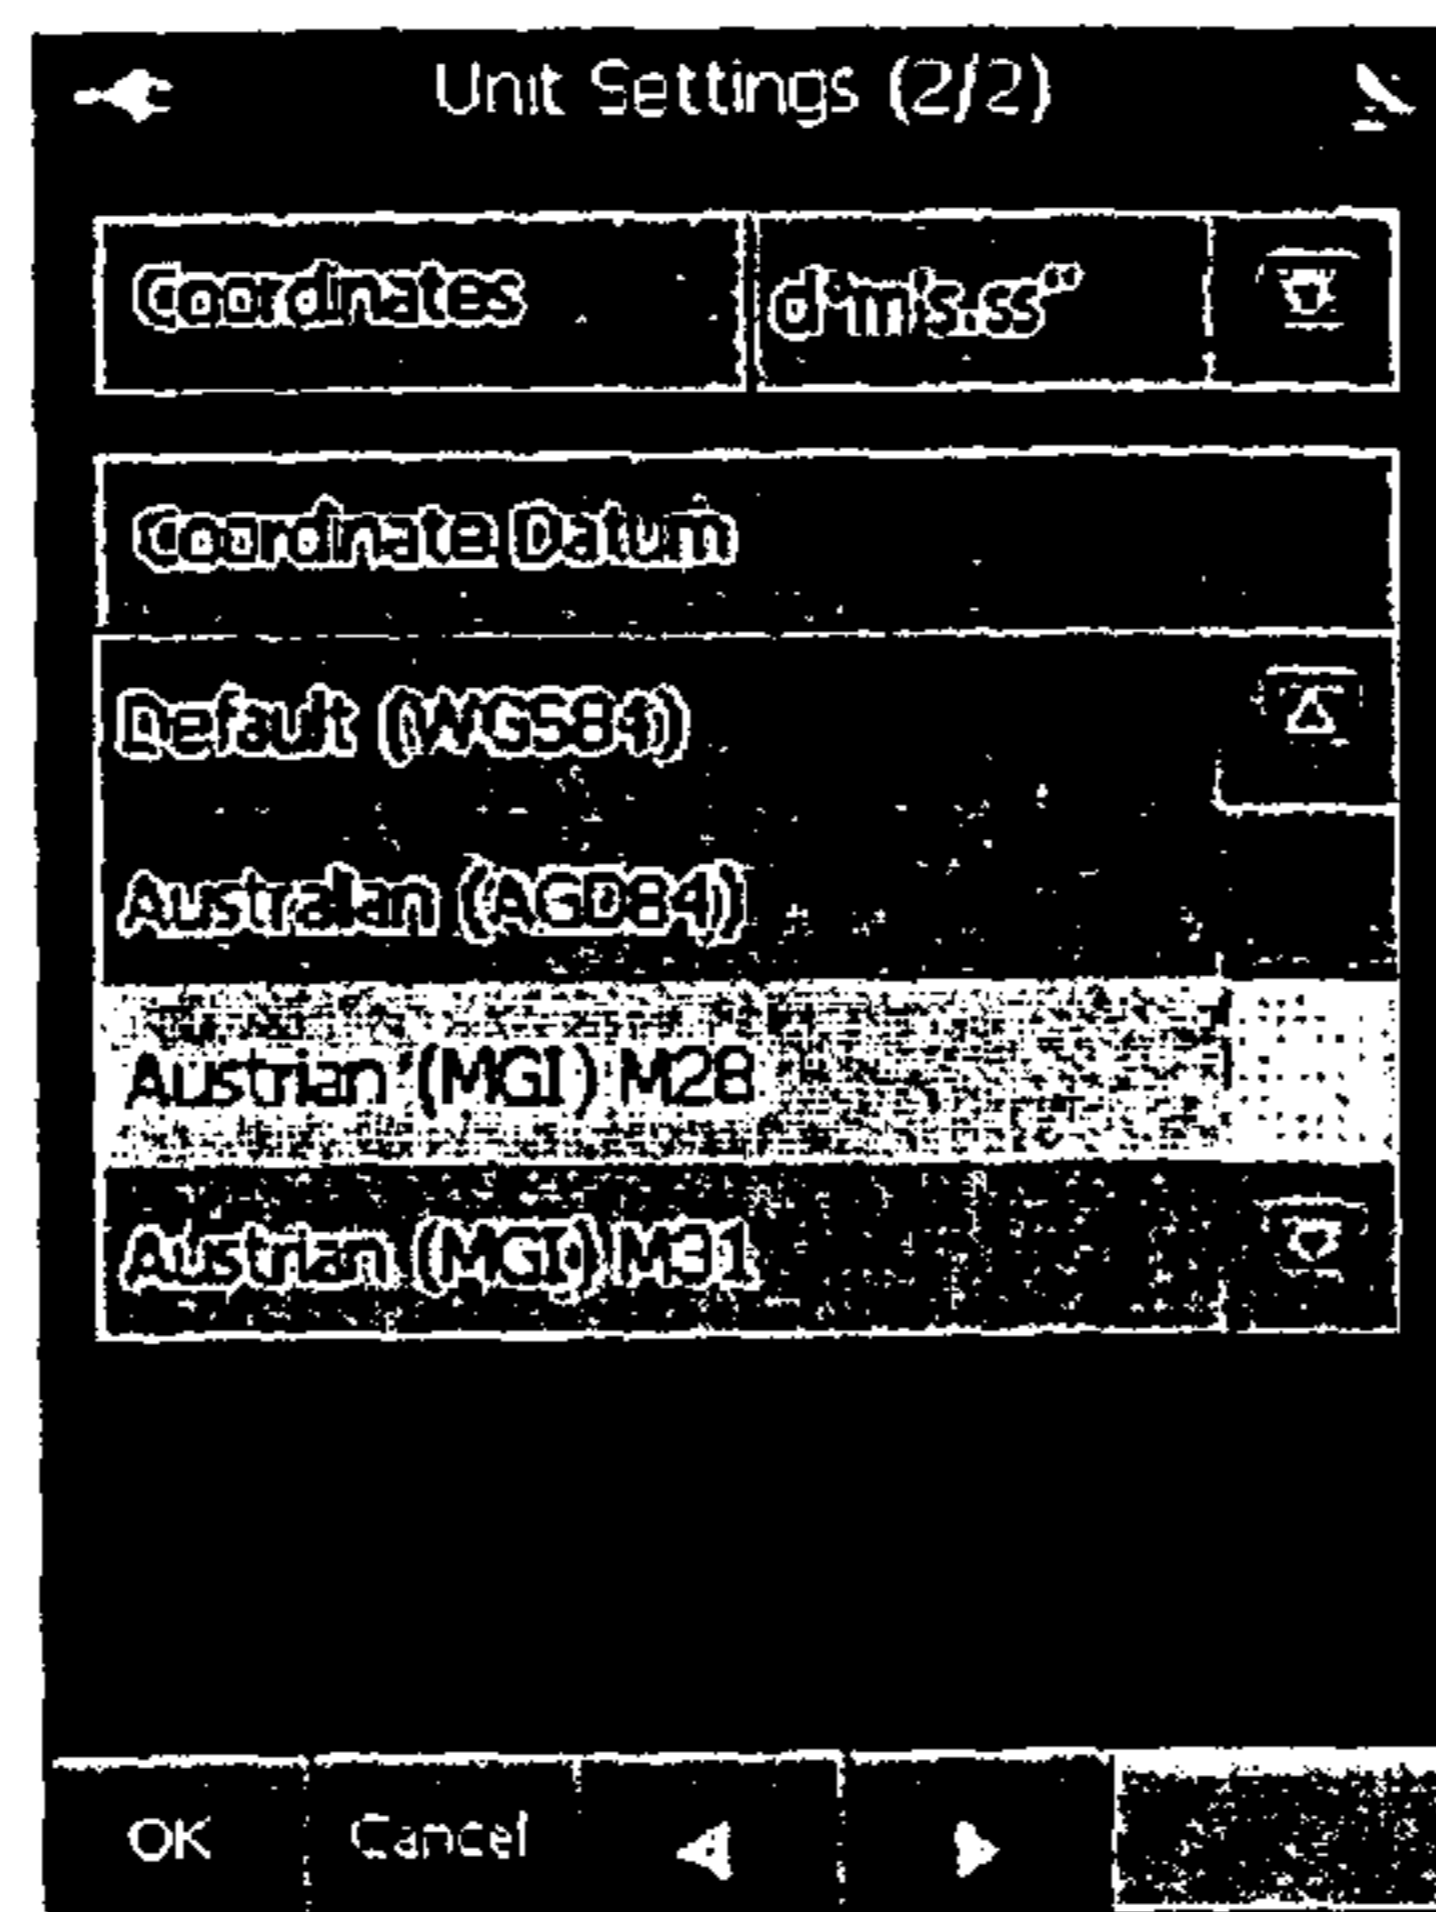 Unit Settings (2/2)
Coordinates d°m's.ss"
Coordinate Datum
Default (WGS84)
Australian (AGD84)
Austrian (MGI) M28
Austrian (MGI) M31
OK Cancel